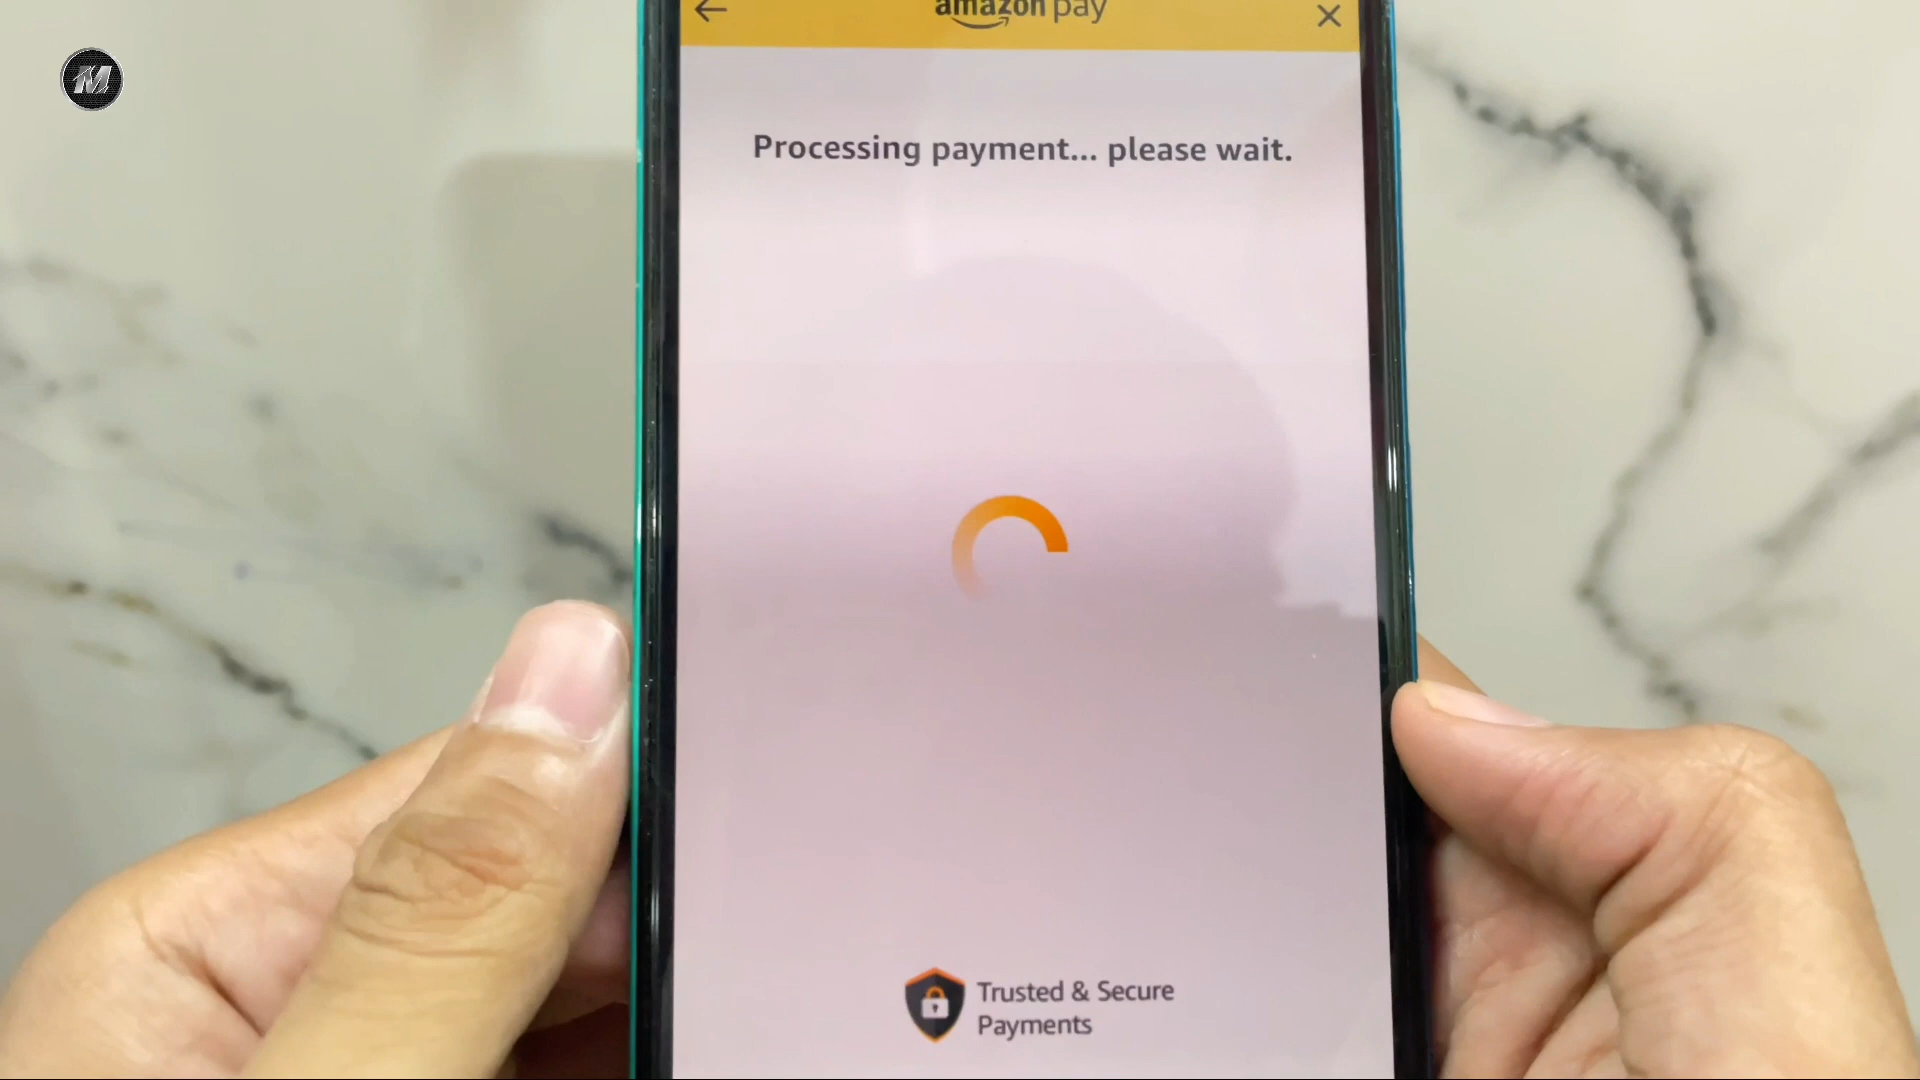 amazon pay
Processing payment... please wait.
Trusted & Secure
Payments